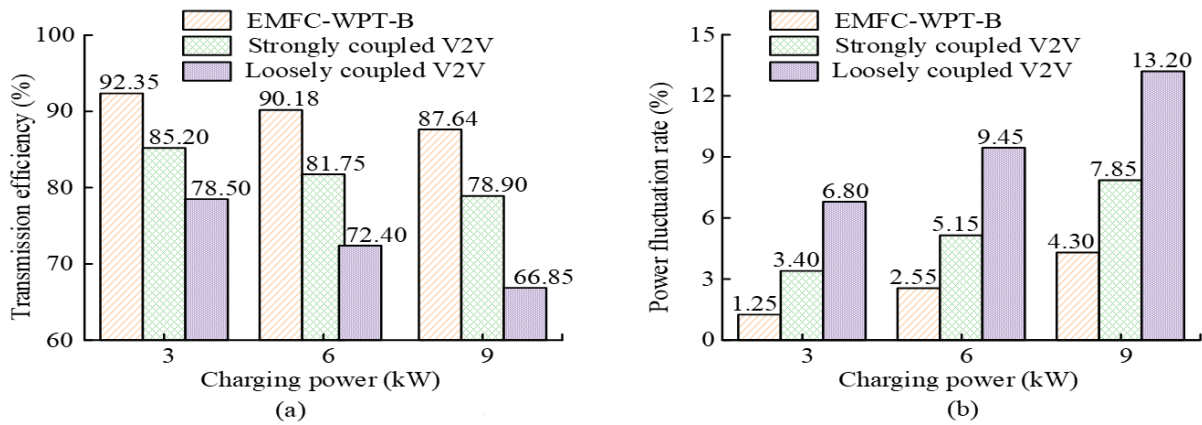 EMFC-WPT-B
Strongly coupled V2V
Loosely coupled V2V
Transmission efficiency (%)
100
90
80
70
60
92.35
85.20
78.50
90.18
81.75
72.40
87.64
78.90
66.85
3
6
9
Charging power (kW)
(a)
EMFC-WPT-B
Strongly coupled V2V
Loosely coupled V2V
Power fluctuation rate (%)
15
12
9
6
3
0
1.25
3.40
6.80
2.55
5.15
9.45
4.30
7.85
13.20
3
6
9
Charging power (kW)
(b)